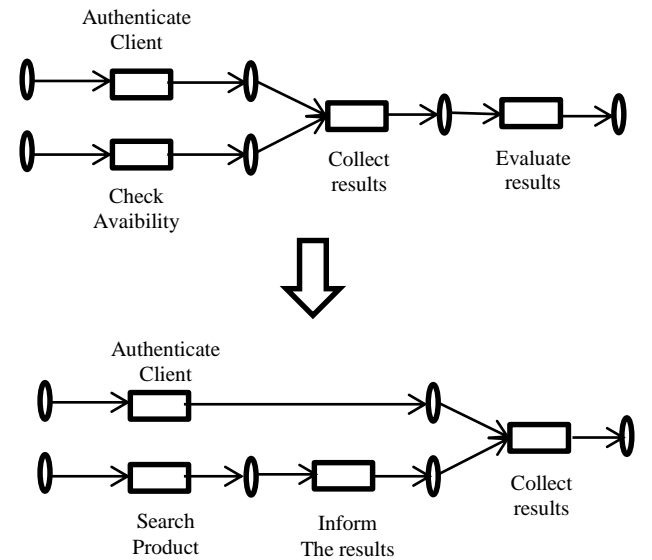 Authenticate
Client
Collect
results
Evaluate
results
Check
Avaibility
Authenticate
Client
Collect
results
Search
Product
Inform
The results